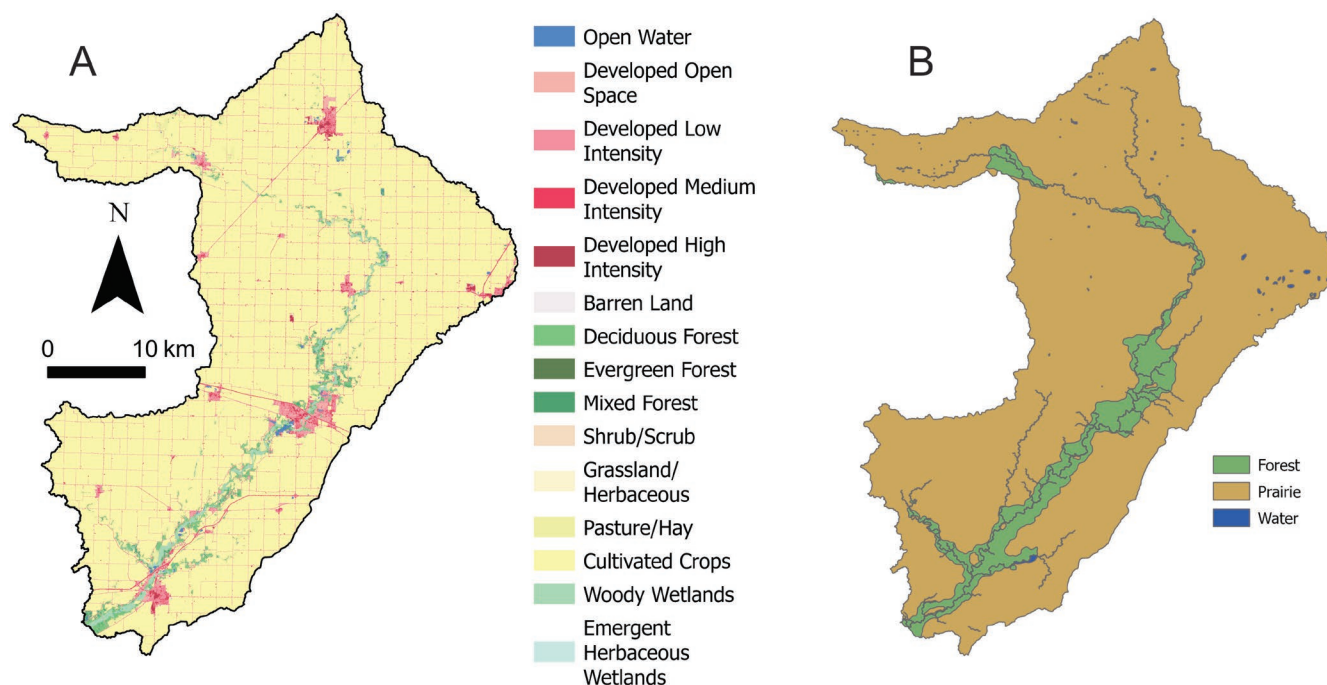 A
N
0 10 km
Open Water
Developed Open
Space
Developed Low
Intensity
Developed Medium
Intensity
Developed High
Intensity
Barren Land
Deciduous Forest
Evergreen Forest
Mixed Forest
Shrub/Scrub
Grassland/
Herbaceous
Pasture/Hay
Cultivated Crops
Woody Wetlands
Emergent
Herbaceous
Wetlands
B
Forest
Prairie
Water